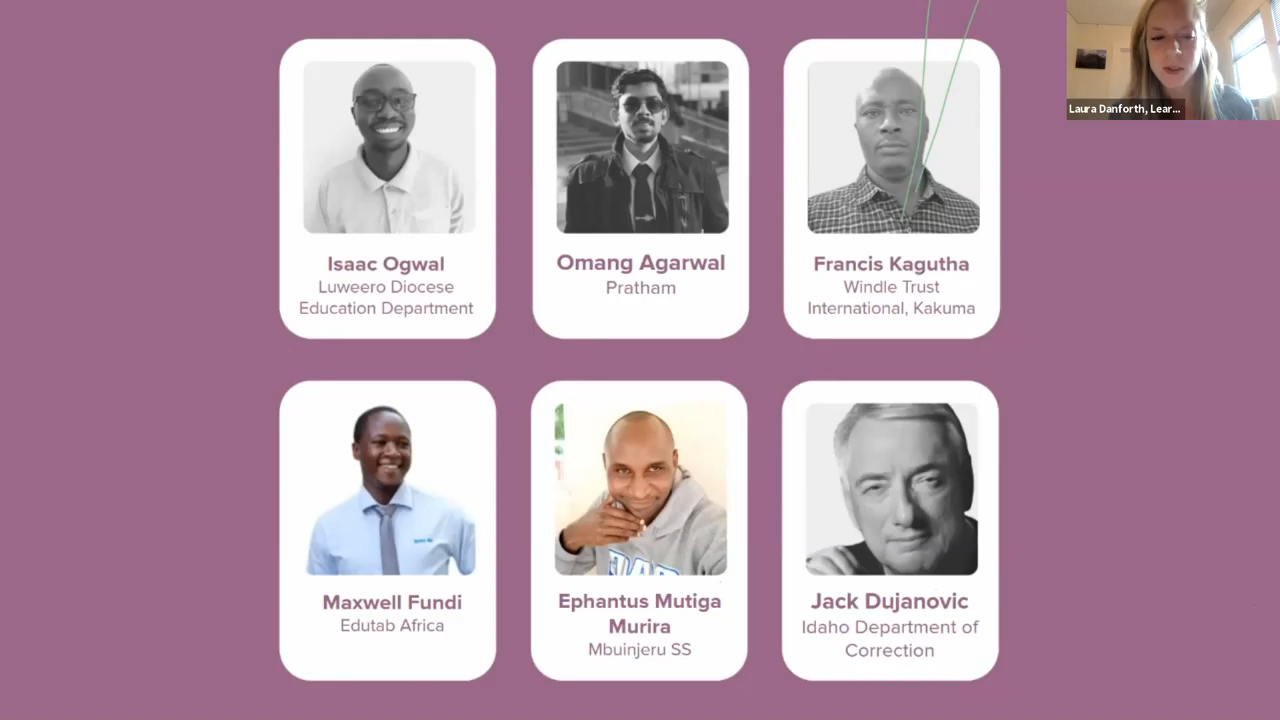 Laura Danforth, Lear...
Isaac Ogwal
Luweero Diocese
Education Department
Omang Agarwal
Pratham
Francis Kagutha
Windle Trust
International, Kakuma
Maxwell Fundi
Edutab Africa
Ephantus Mutiga
Murira
Mbuinjeru SS
Jack Dujanovic
Idaho Department of
Correction